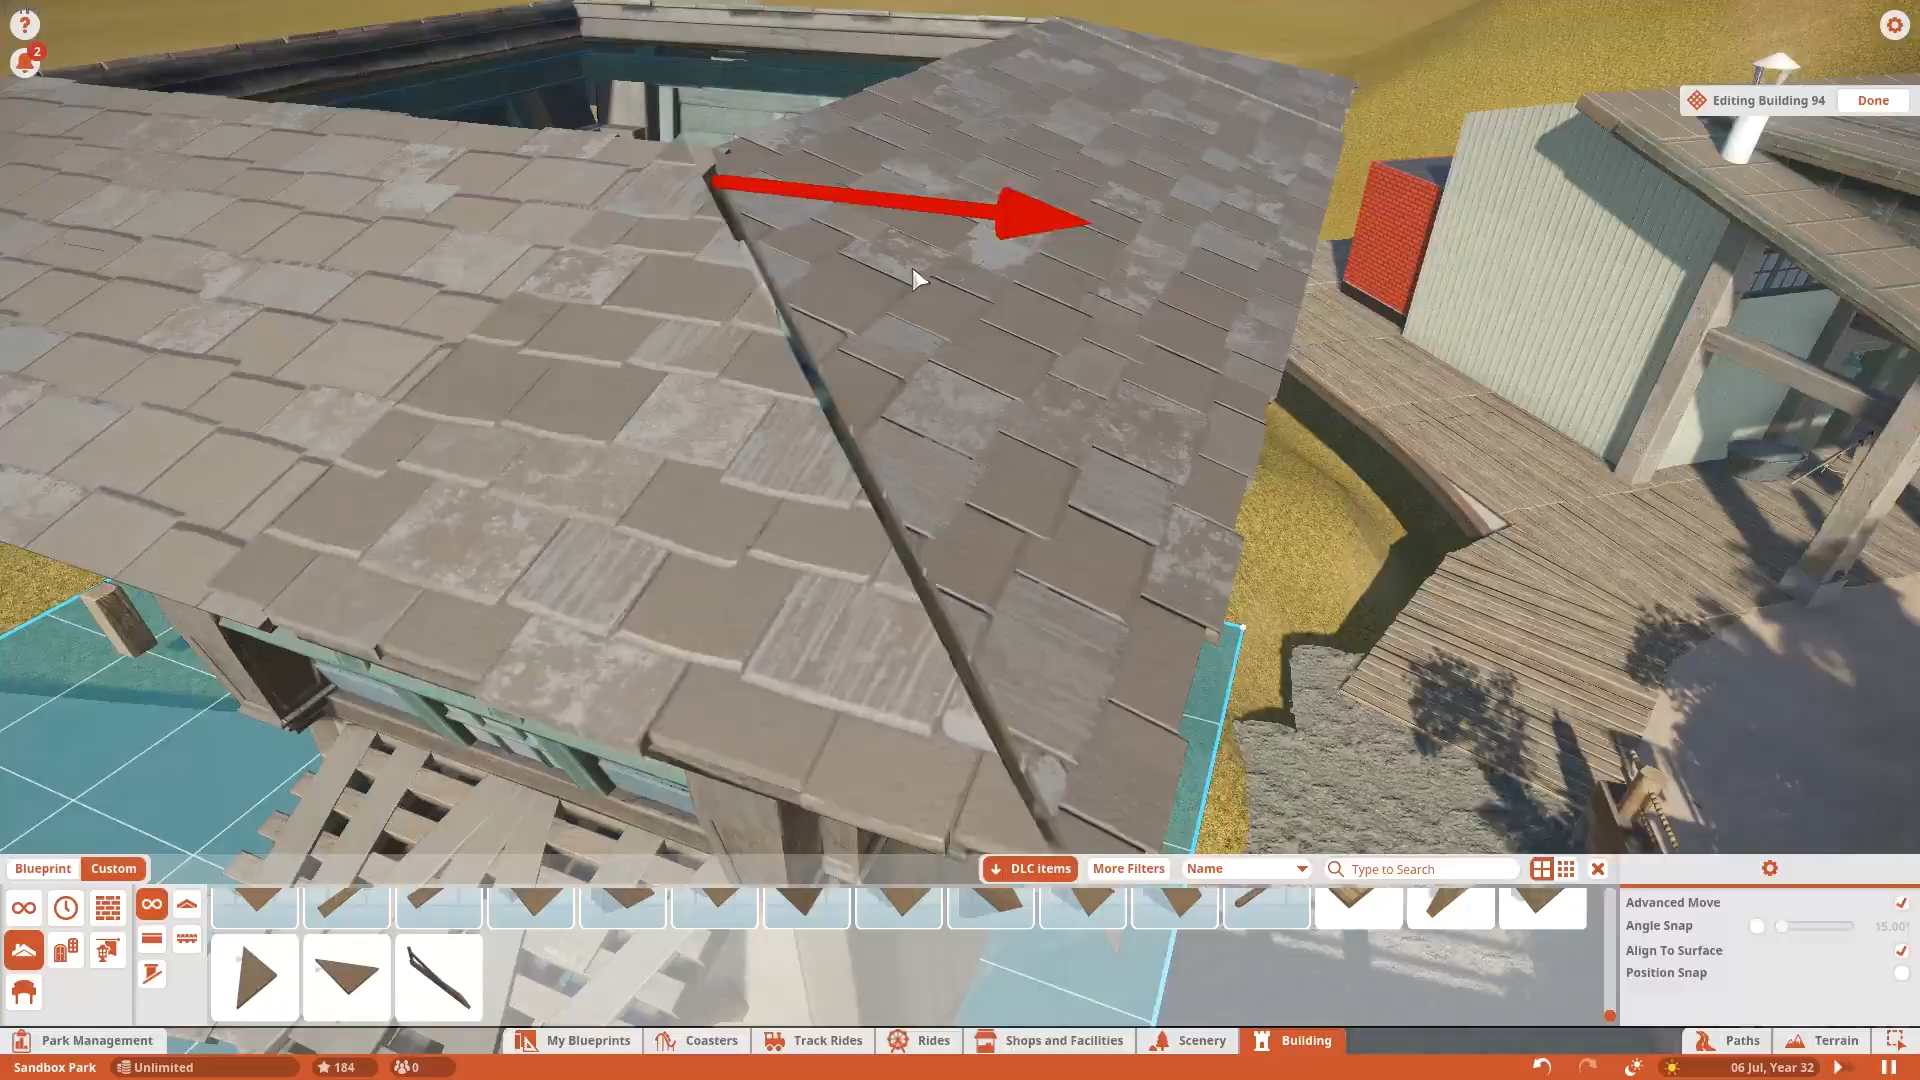 ?
2
Editing Building 94
Done
Blueprint
Custom
DLC items
More Filters
Name
Type to Search
Advanced Move
Angle Snap
15.00°
Align To Surface
Position Snap
Park Management
My Blueprints
Coasters
Track Rides
Rides
Shops and Facilities
Scenery
Building
Paths
Terrain
Sandbox Park
Unlimited
184
0
06 Jul, Year 32